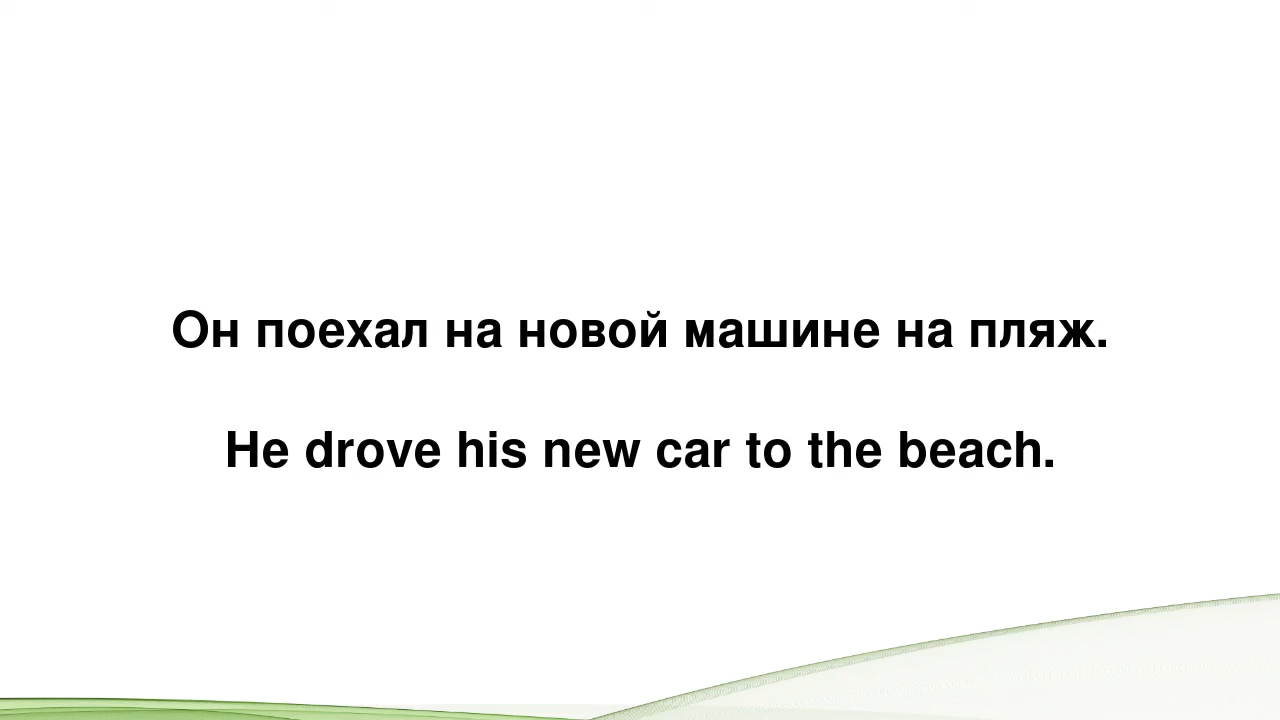 Он поехал на новой машине на пляж.
He drove his new car to the beach.